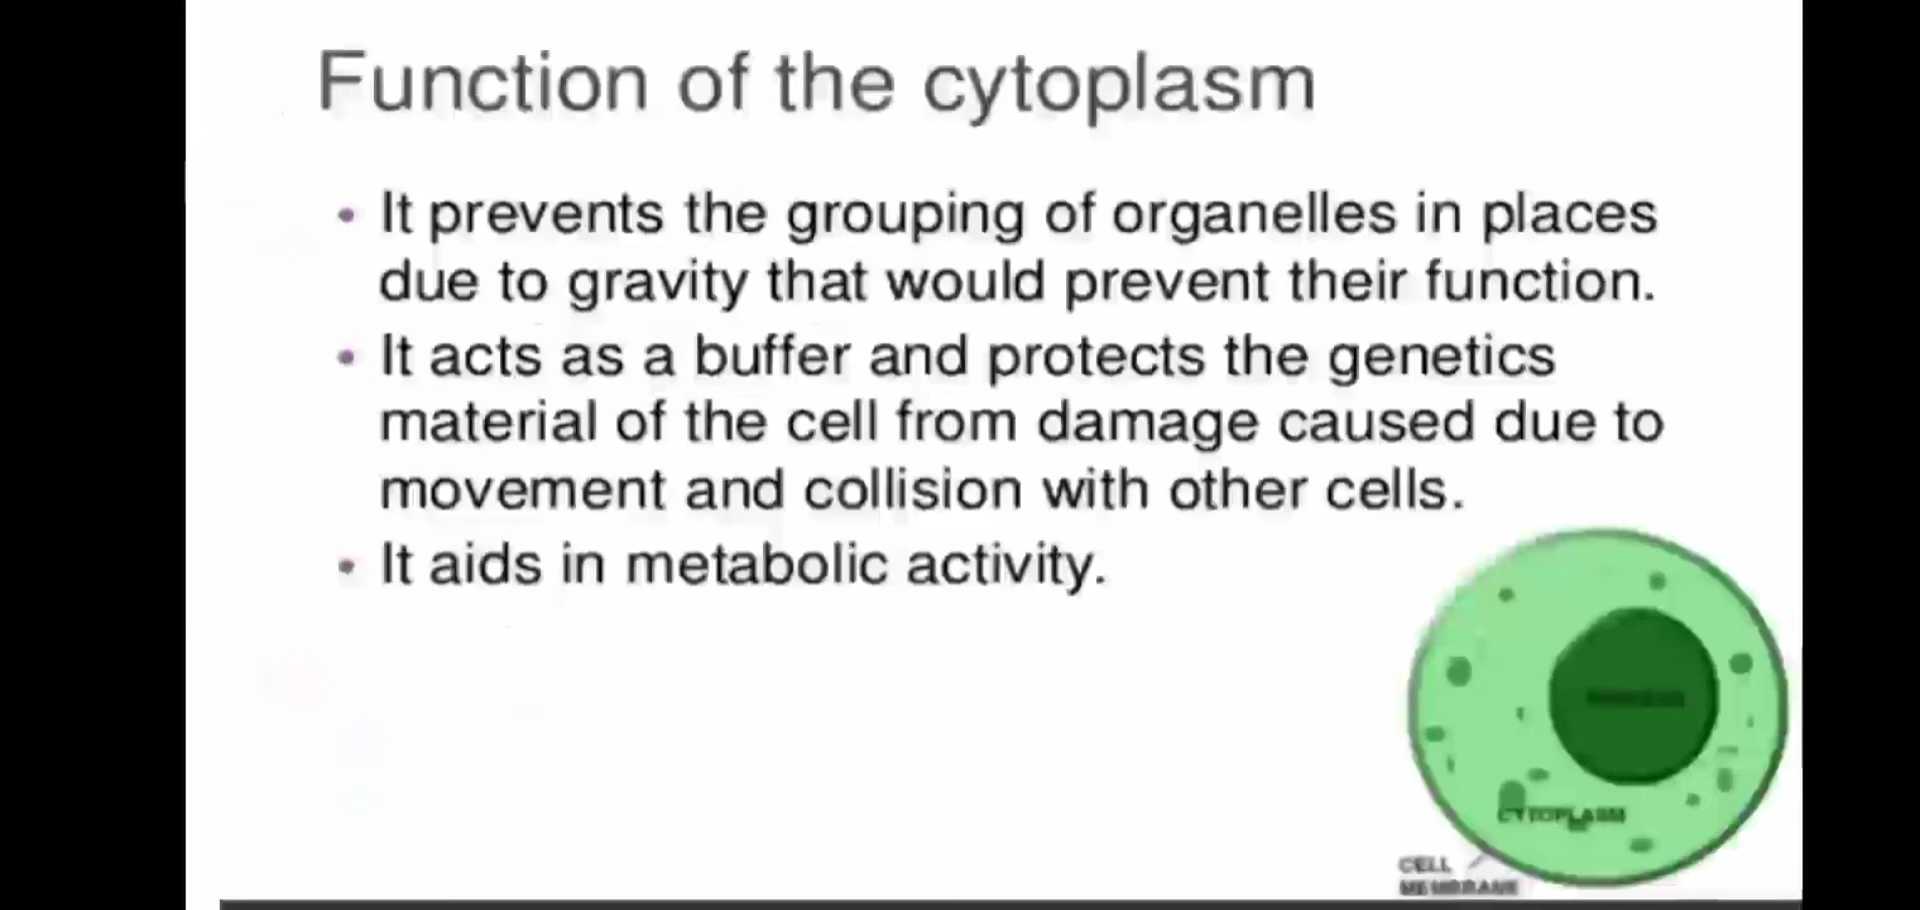 Function of the cytoplasm
• It prevents the grouping of organelles in places
due to gravity that would prevent their function.
• It acts as a buffer and protects the genetics
material of the cell from damage caused due to
movement and collision with other cells.
• It aids in metabolic activity.
CYTOPLASM
CELL
MEMBRANE